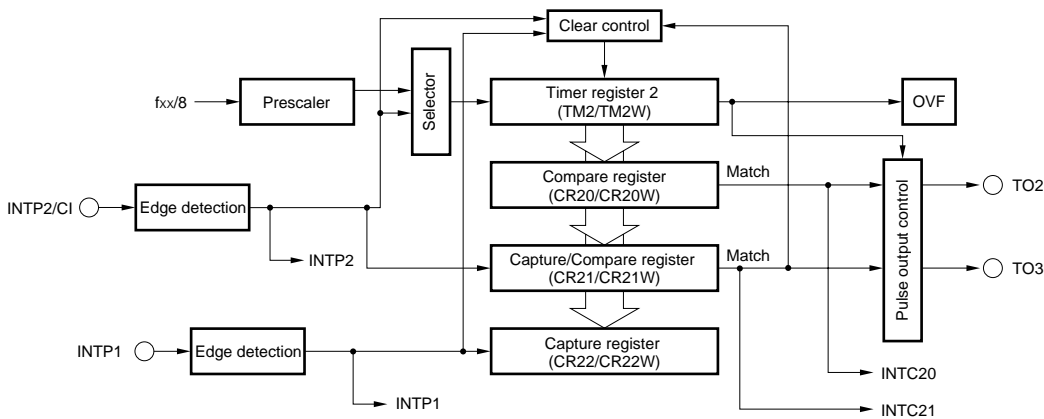 Clear control
fxx/8
Prescaler
Selector
Timer register 2
(TM2/TM2W)
OVF
Compare register
(CR20/CR20W)
Match
Pulse output control
TO2
INTP2/CI
Edge detection
INTP2
Capture/Compare register
(CR21/CR21W)
Match
TO3
INTP1
Edge detection
Capture register
(CR22/CR22W)
INTC20
INTP1
INTC21